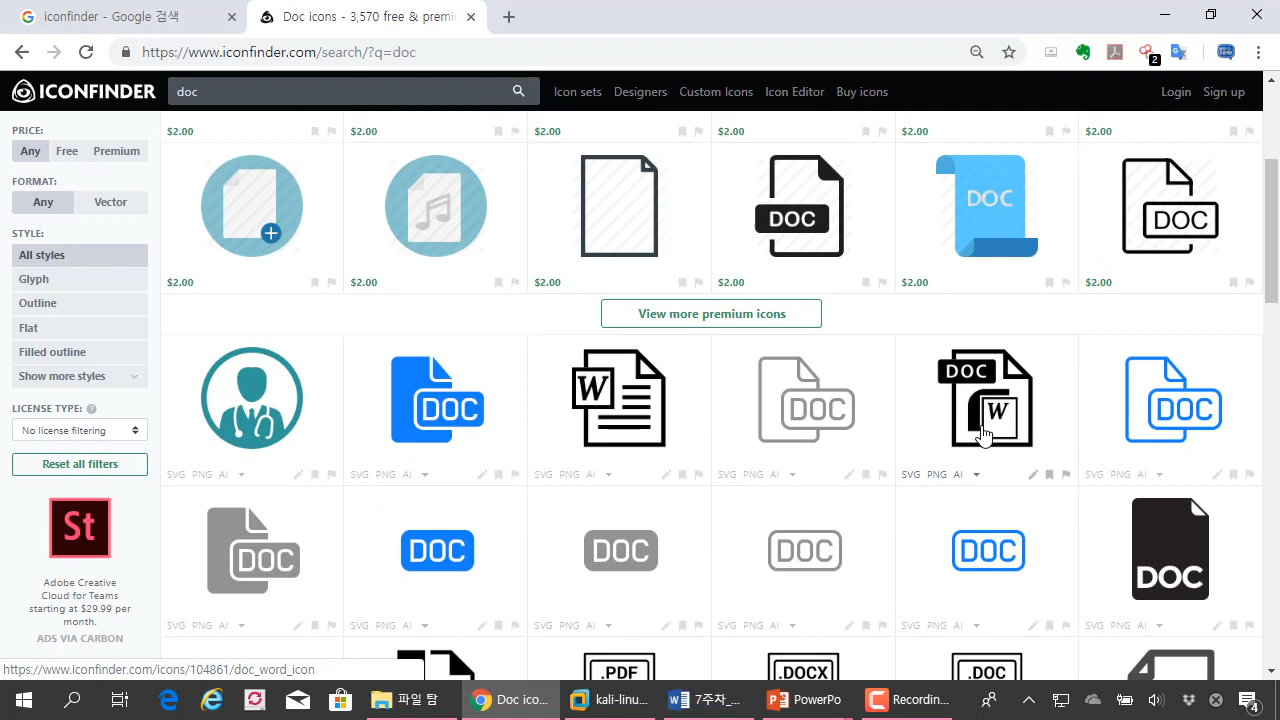 iconfinder - Google 검색
Doc icons - 3,570 free & premiu
https://www.iconfinder.com/search/?q=doc
2
ICONFINDER
doc
Icon sets
Designers
Custom Icons
Icon Editor
Buy icons
Login
Sign up
PRICE:
Any
Free
Premium
FORMAT:
Any
Vector
STYLE:
All styles
Glyph
Outline
Flat
Filled outline
Show more styles
LICENSE TYPE: ?
No license filtering
Reset all filters
St
Adobe Creative
Cloud for Teams
starting at $29.99 per
month.
ADS VIA CARBON
$2.00 $2.00 $2.00 $2.00 $2.00 $2.00
DOC DOC DOC
$2.00 $2.00 $2.00 $2.00 $2.00 $2.00
View more premium icons
DOC W DOC DOC W DOC
SVG PNG AI SVG PNG AI SVG PNG AI SVG PNG AI SVG PNG AI SVG PNG AI
DOC DOC DOC DOC DOC DOC
SVG PNG AI SVG PNG AI SVG PNG AI SVG PNG AI SVG PNG AI SVG PNG AI
.PDF .DOCX .DOC
https://www.iconfinder.com/icons/104861/doc_word_icon
파일 탐
Doc ico...
kali-linu...
7주차_...
PowerPo
Recordin...
4